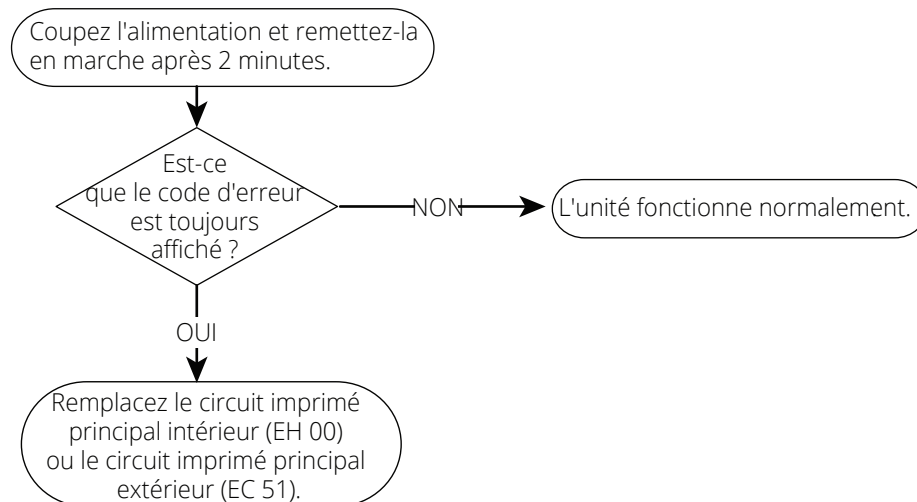 Coupez l'alimentation et remettez-la
en marche après 2 minutes.
Est-ce
que le code d'erreur
est toujours
affiché ?
NON
L'unité fonctionne normalement.
OUI
Remplacez le circuit imprimé
principal intérieur (EH 00)
ou le circuit imprimé principal
extérieur (EC 51).